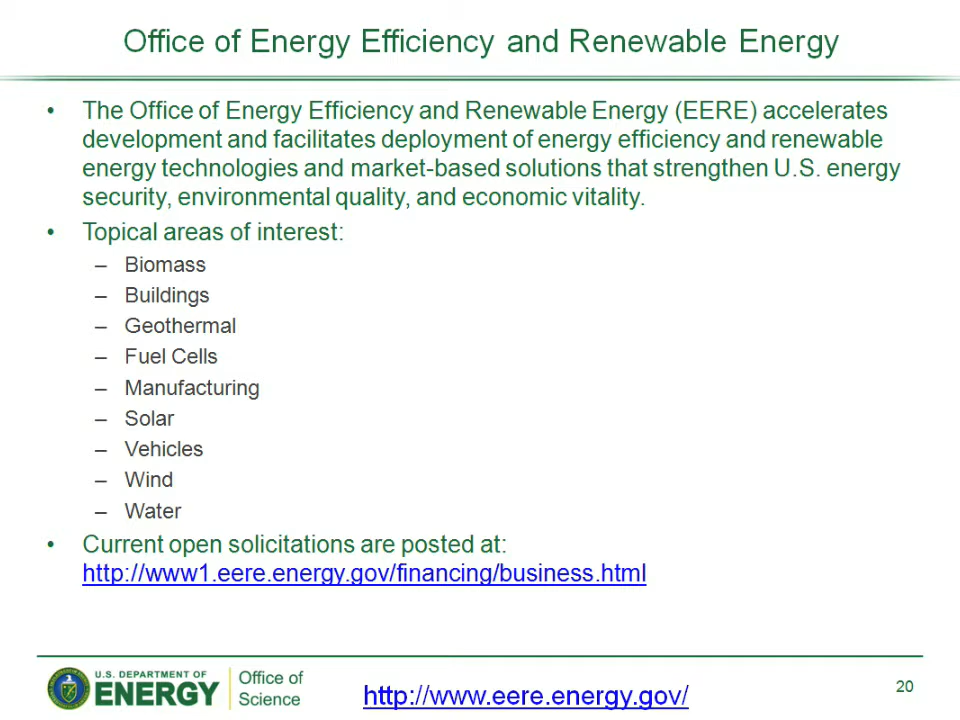 Office of Energy Efficiency and Renewable Energy
• The Office of Energy Efficiency and Renewable Energy (EERE) accelerates
development and facilitates deployment of energy efficiency and renewable
energy technologies and market-based solutions that strengthen U.S. energy
security, environmental quality, and economic vitality.
• Topical areas of interest:
– Biomass
– Buildings
– Geothermal
– Fuel Cells
– Manufacturing
– Solar
– Vehicles
– Wind
– Water
• Current open solicitations are posted at:
http://www1.eere.energy.gov/financing/business.html
U.S. DEPARTMENT OF
ENERGY
Office of
Science
http://www.eere.energy.gov/
20